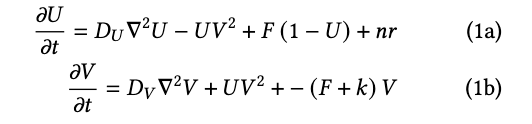 ∂U/∂t = D_U∇²U − UV² + F (1 − U) + nr (1a)
∂V/∂t = D_V∇²V + UV² + − (F + k) V (1b)